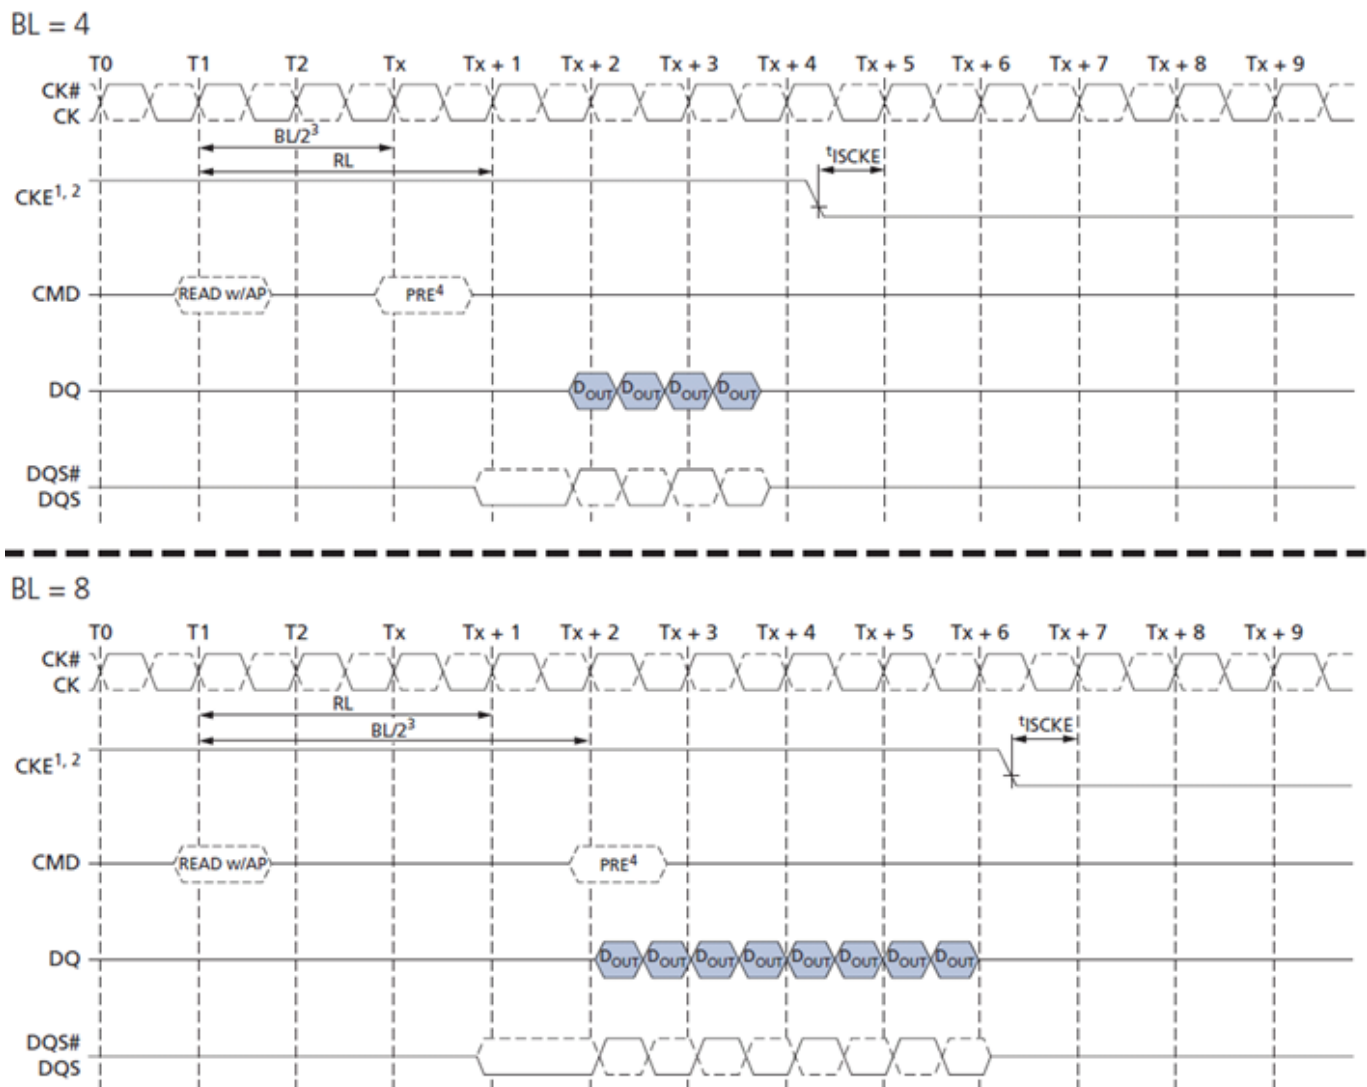 BL = 4
T0 T1 T2 Tx Tx + 1 Tx + 2 Tx + 3 Tx + 4 Tx + 5 Tx + 6 Tx + 7 Tx + 8 Tx + 9
CK#
CK
BL/2³
RL
tISCKE
CKE1, 2
CMD READ w/AP PRE⁴
DQ DOUT DOUT DOUT DOUT
DQS#
DQS
BL = 8
T0 T1 T2 Tx Tx + 1 Tx + 2 Tx + 3 Tx + 4 Tx + 5 Tx + 6 Tx + 7 Tx + 8 Tx + 9
CK#
CK
RL
BL/2³
tISCKE
CKE1, 2
CMD READ w/AP PRE⁴
DQ DOUT DOUT DOUT DOUT DOUT DOUT DOUT DOUT
DQS#
DQS